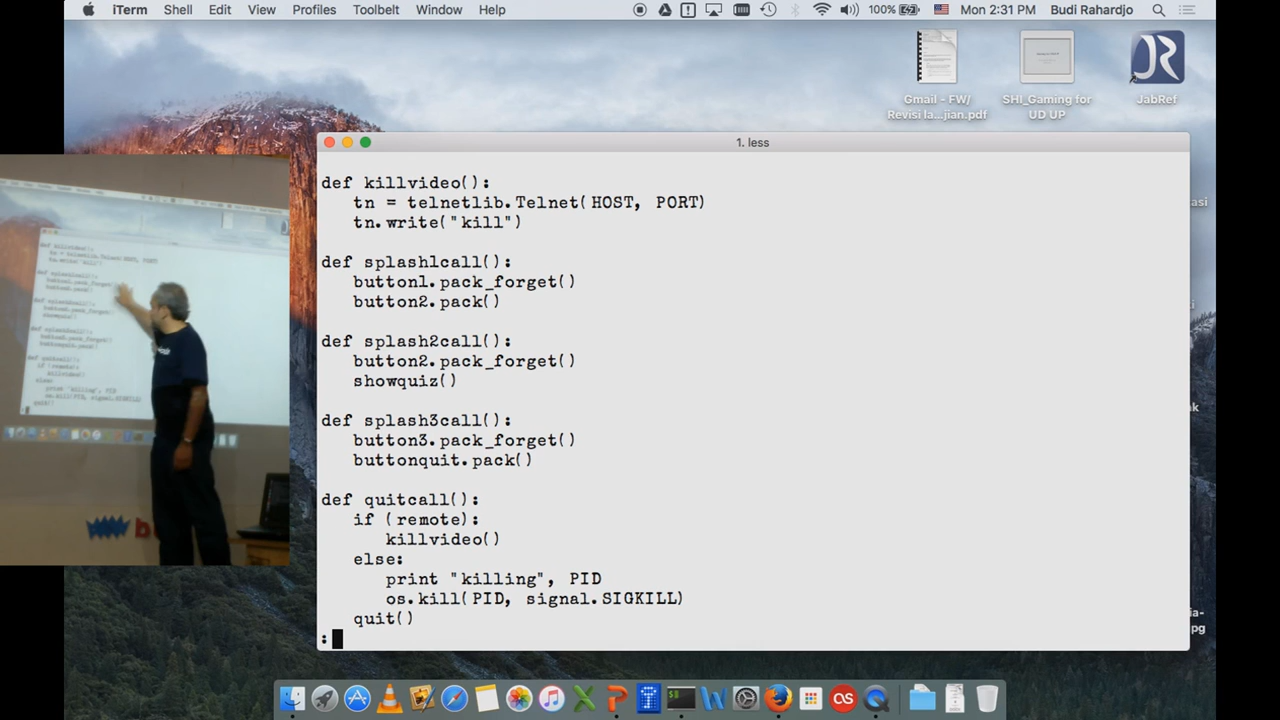 iTerm Shell Edit View Profiles Toolbelt Window Help 100% Mon 2:31 PM Budi Rahardjo
Gmail - FW/
Revisi la...jian.pdf
SHI_Gaming for
UD UP
JabRef
1. less
def killvideo():
tn = telnetlib.Telnet(HOST, PORT)
tn.write("kill")
def splash1call():
button1.pack_forget()
button2.pack()
def splash2call():
button2.pack_forget()
showquiz()
def splash3call():
button3.pack_forget()
buttonquit.pack()
def quitcall():
if (remote):
killvideo()
else:
print "killing", PID
os.kill(PID, signal.SIGKILL)
quit()
: